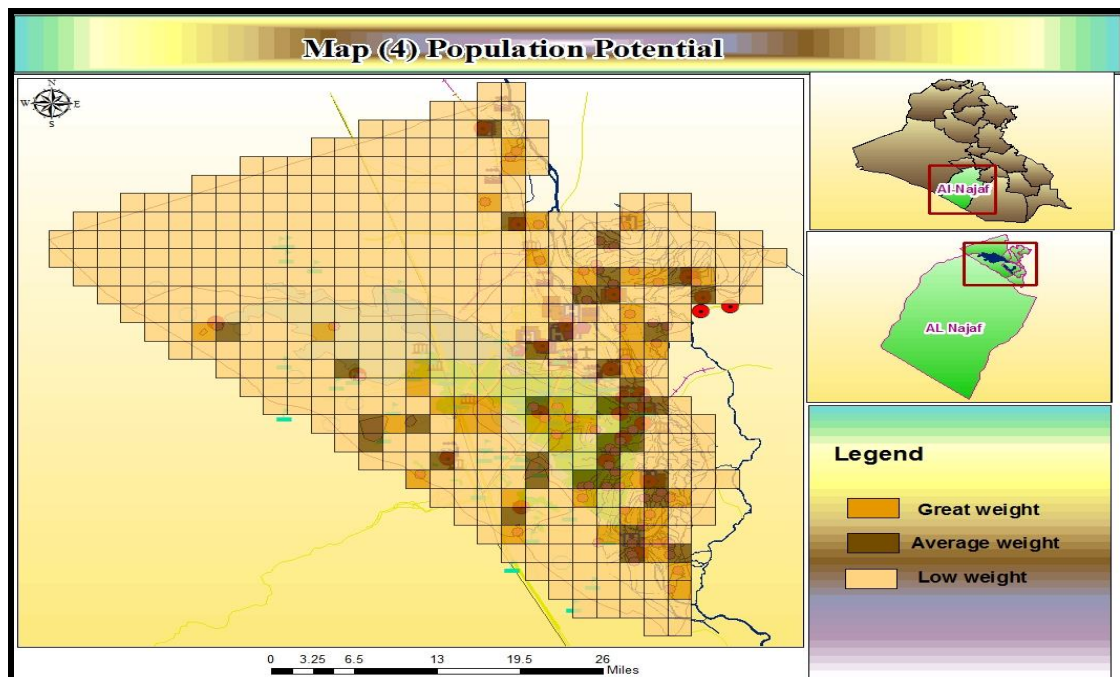 Map (4) Population Potential
N
W E
S
Al-Najaf
AL Najaf
Legend
Great weight
Average weight
Low weight
0 3.25 6.5 13 19.5 26
Miles